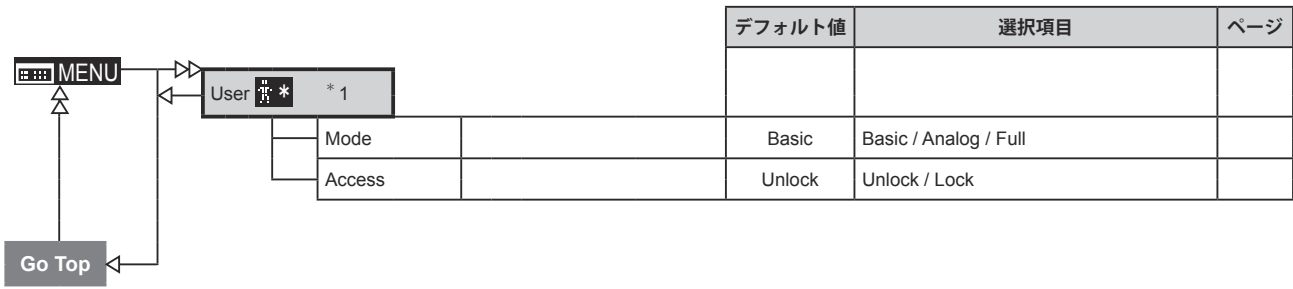 デフォルト値 選択項目 ページ
MENU
User * *1
Mode Basic Basic / Analog / Full
Access Unlock Unlock / Lock
Go Top